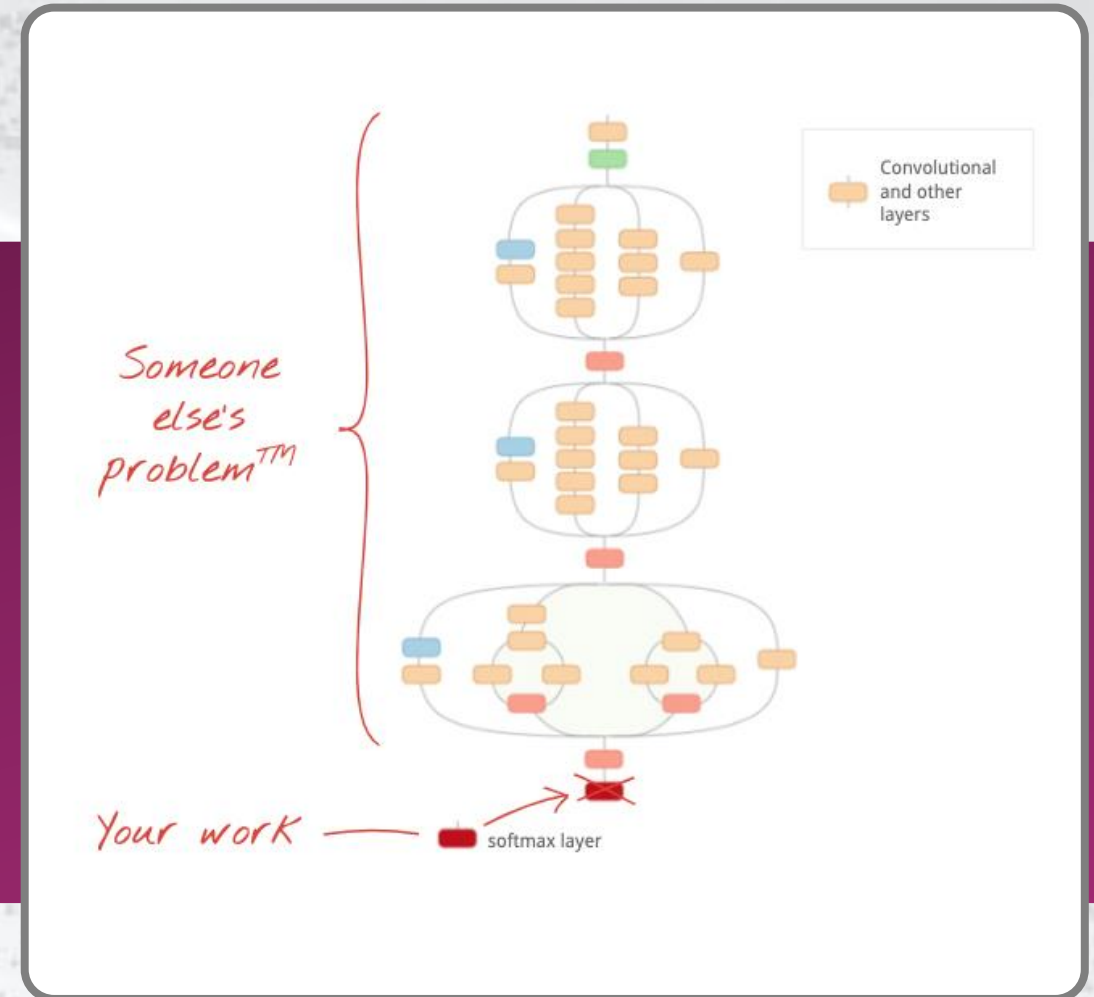 Convolutional
and other
layers
Someone
else's
problem™
Your work
softmax layer